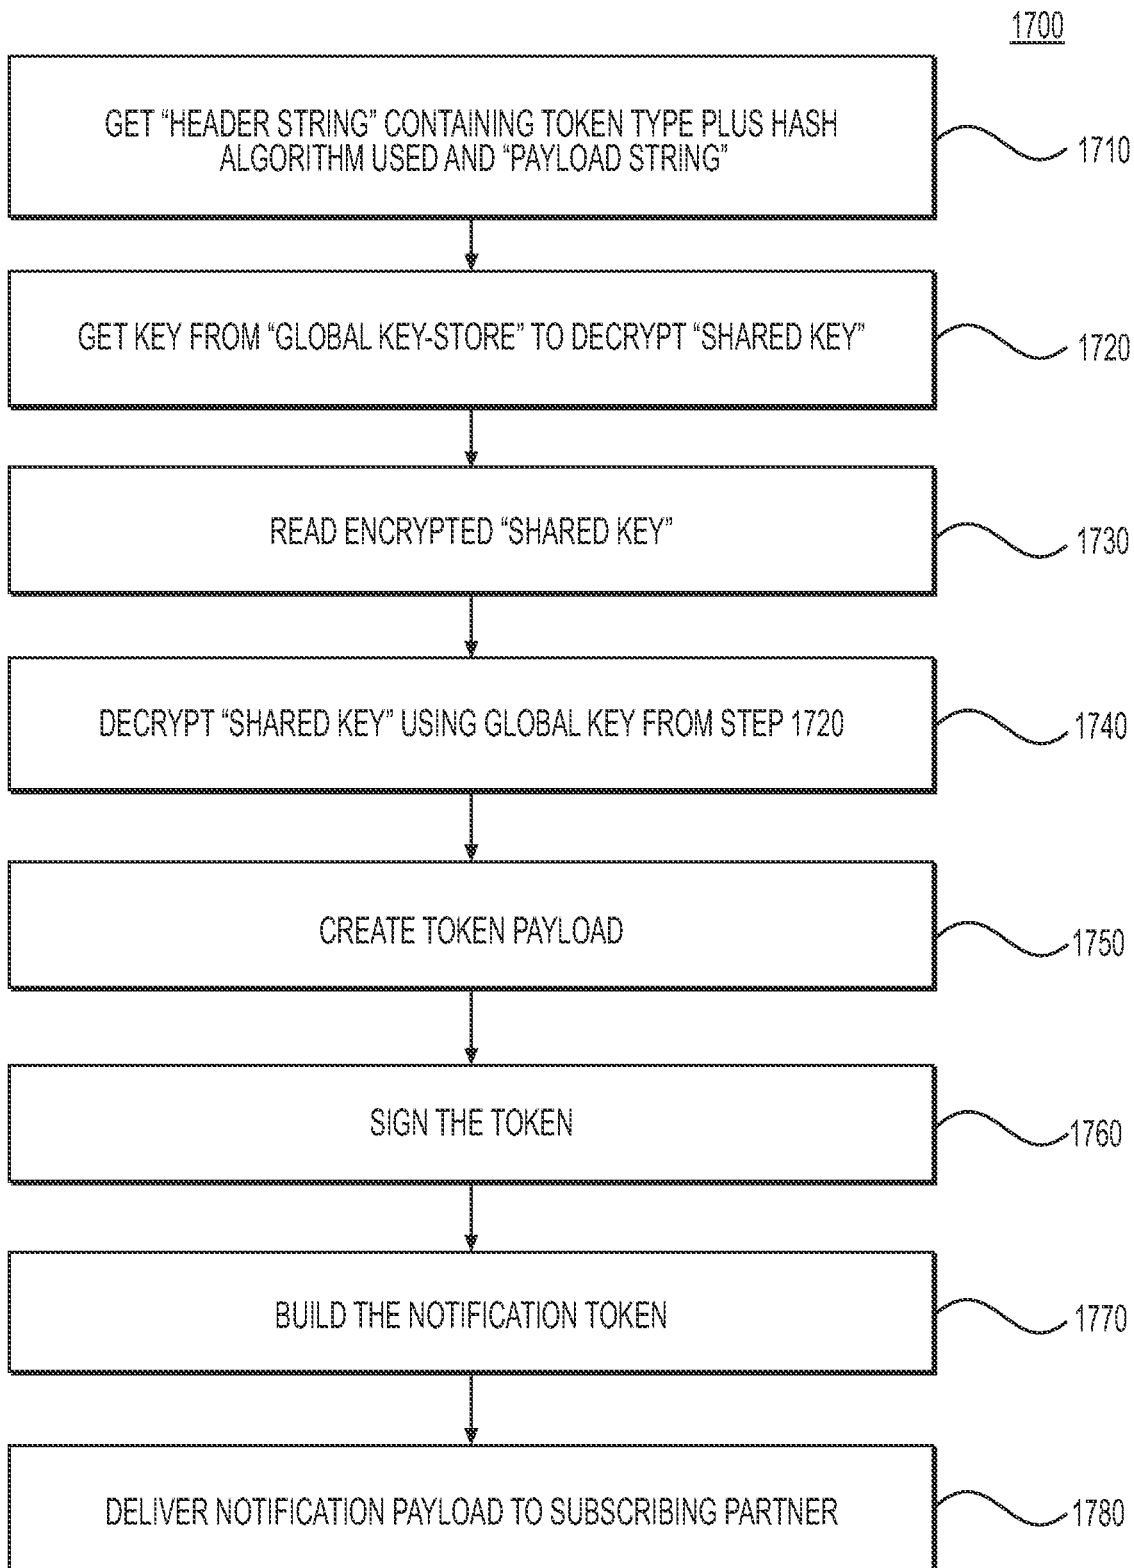 1700
GET “HEADER STRING” CONTAINING TOKEN TYPE PLUS HASH
ALGORITHM USED AND “PAYLOAD STRING”
1710
GET KEY FROM “GLOBAL KEY-STORE” TO DECRYPT “SHARED KEY”
1720
READ ENCRYPTED “SHARED KEY”
1730
DECRYPT “SHARED KEY” USING GLOBAL KEY FROM STEP 1720
1740
CREATE TOKEN PAYLOAD
1750
SIGN THE TOKEN
1760
BUILD THE NOTIFICATION TOKEN
1770
DELIVER NOTIFICATION PAYLOAD TO SUBSCRIBING PARTNER
1780